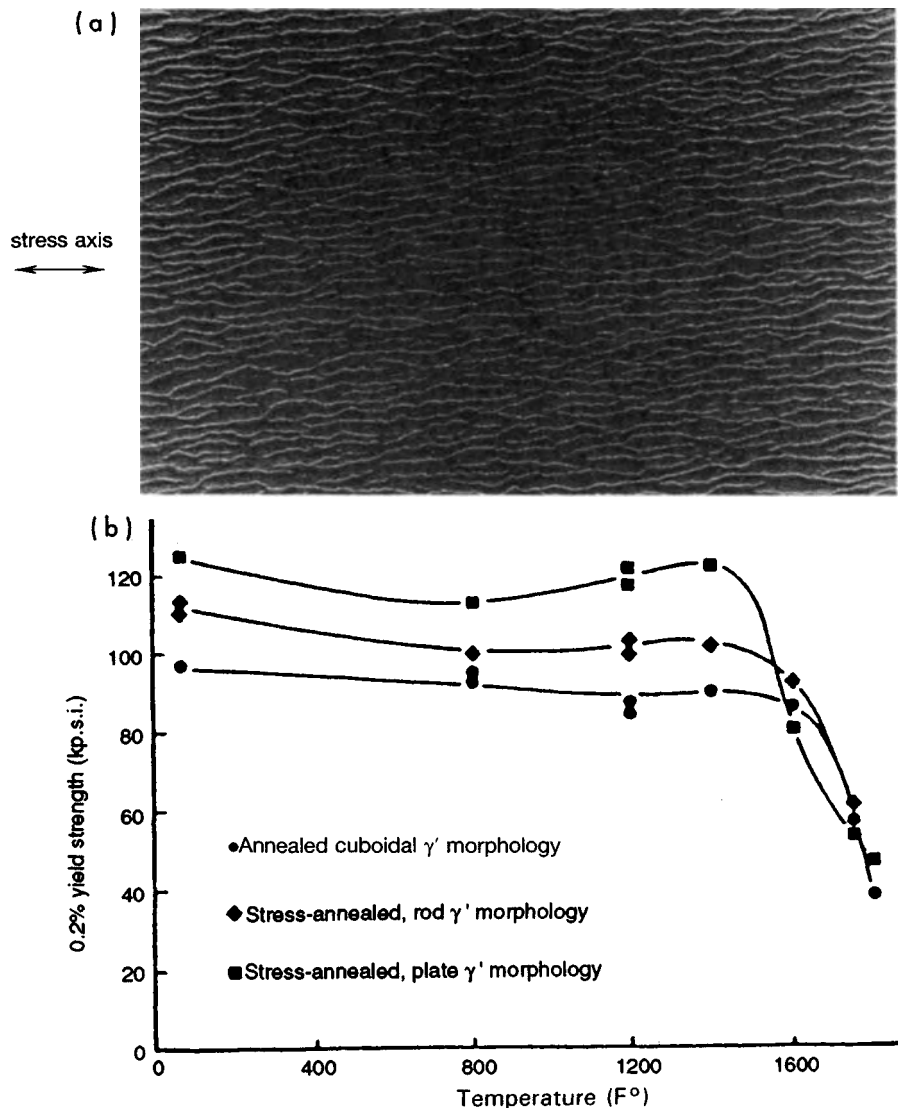 (a)
stress axis
(b)
120
100
80
60
40
20
0
0.2% yield strength (kp.s.i.)
Annealed cuboidal γ' morphology
Stress-annealed, rod γ' morphology
Stress-annealed, plate γ' morphology
0 400 800 1200 1600
Temperature (F°)